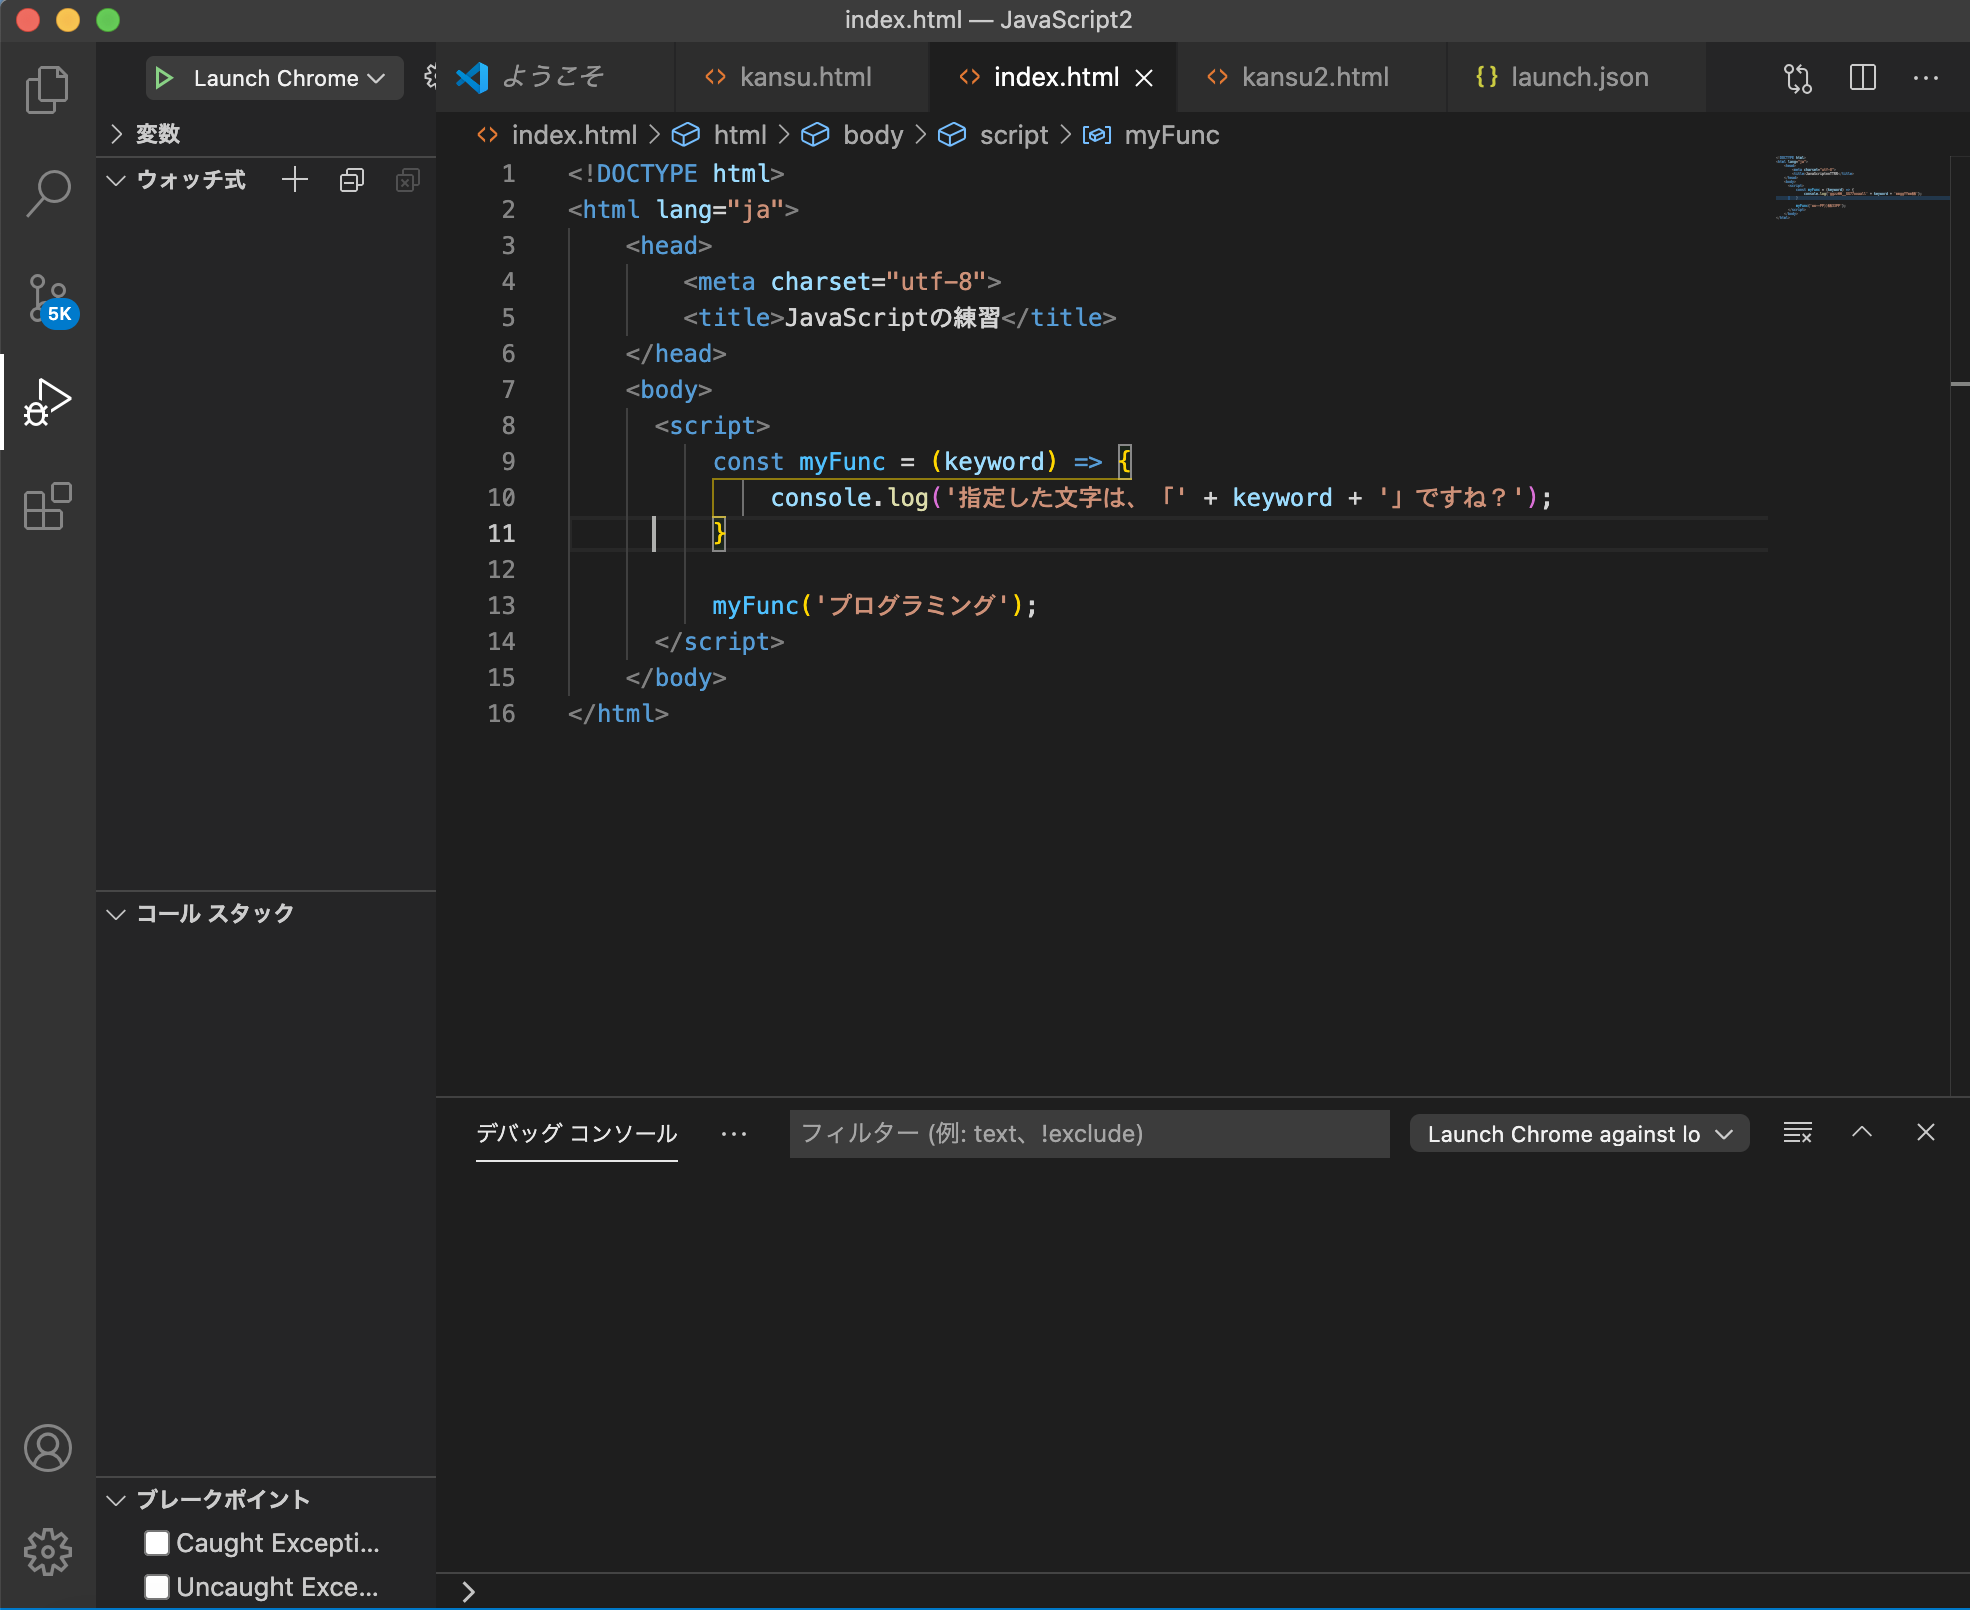 index.html — JavaScript2
Launch Chrome
ようこそ
kansu.html
index.html
kansu2.html
launch.json
変数
index.html > html > body > script > myFunc
ウォッチ式
5K
1 <!DOCTYPE html>
2 <html lang="ja">
3 <head>
4 <meta charset="utf-8">
5 <title>JavaScriptの練習</title>
6 </head>
7 <body>
8 <script>
9 const myFunc = (keyword) => {
10 console.log('指定した文字は、「' + keyword + '」ですね？');
11 }
12
13 myFunc('プログラミング');
14 </script>
15 </body>
16 </html>
コール スタック
デバッグ コンソール
フィルター (例: text、!exclude)
Launch Chrome against lo
ブレークポイント
Caught Excepti...
Uncaught Exce...